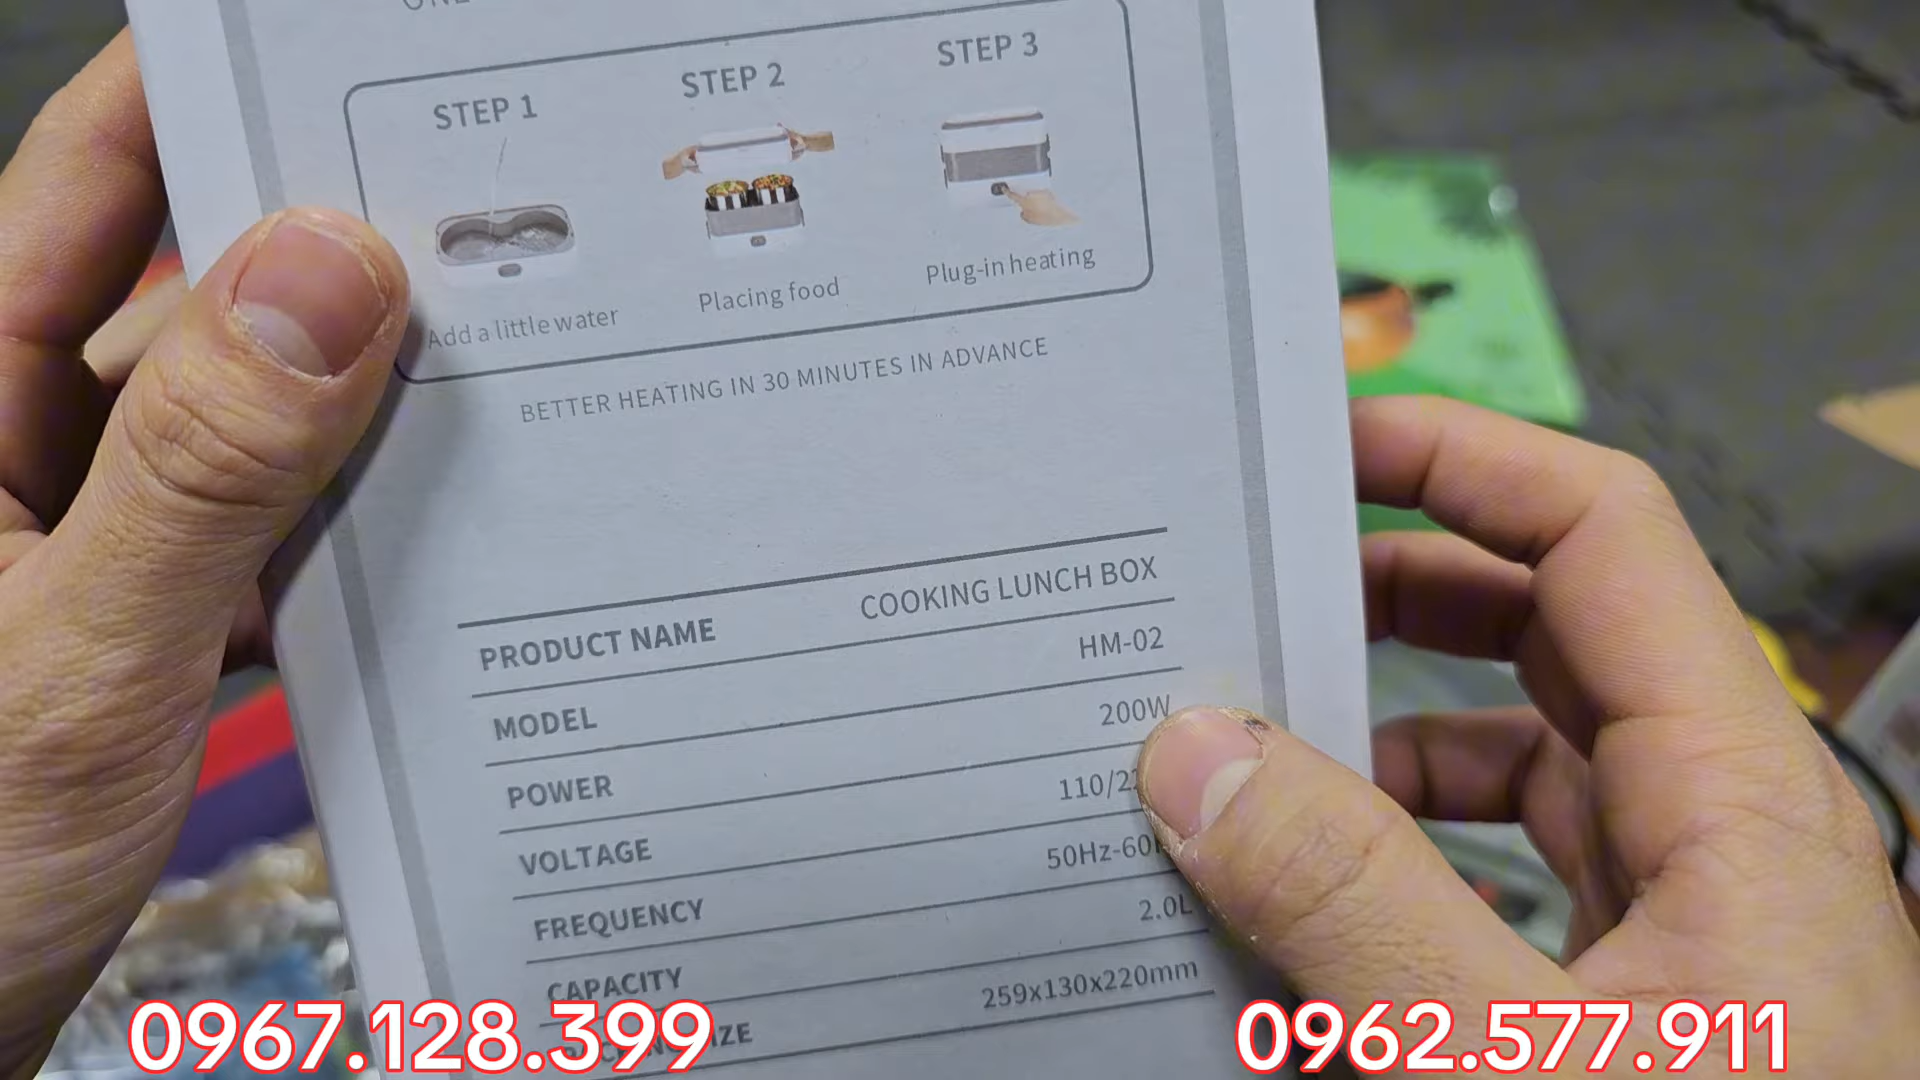 STEP 1
STEP 2
STEP 3
Add a little water
Placing food
Plug-in heating
BETTER HEATING IN 30 MINUTES IN ADVANCE
PRODUCT NAME COOKING LUNCH BOX
MODEL HM-02
POWER 200W
VOLTAGE
FREQUENCY
CAPACITY 2.0L
259x130x220mm
0967.128.399
0962.577.911